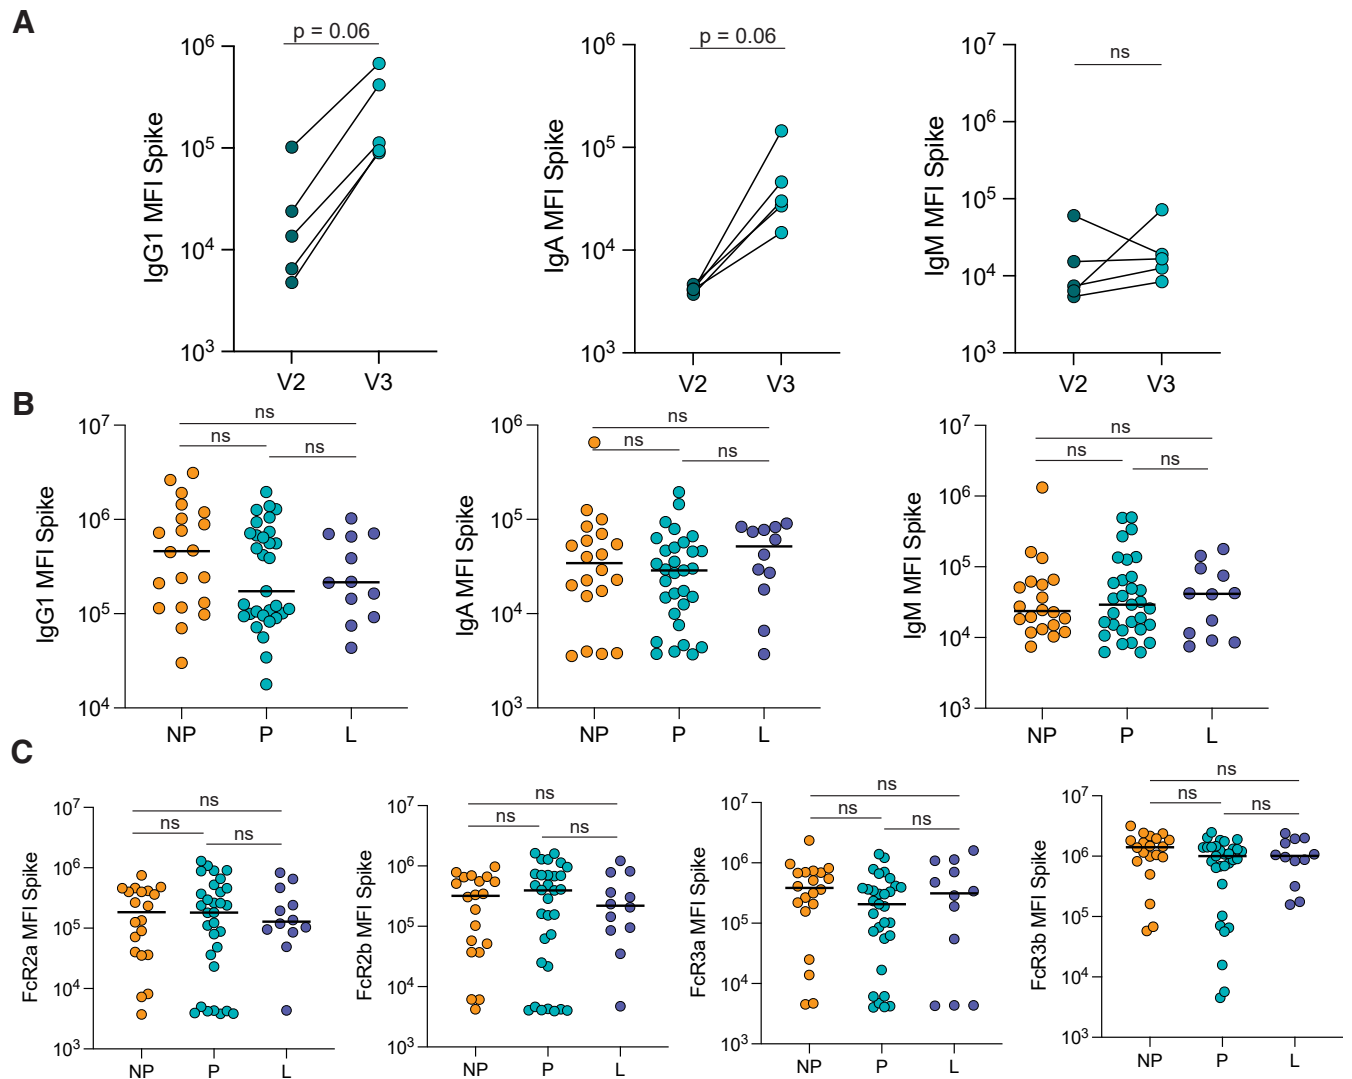 A
p = 0.06
p = 0.06
ns
IgG1 MFI Spike
10^6
10^5
10^4
10^3
V2 V3
IgA MFI Spike
10^6
10^5
10^4
10^3
V2 V3
IgM MFI Spike
10^7
10^6
10^5
10^4
10^3
V2 V3
B
ns
ns
ns
IgG1 MFI Spike
10^7
10^6
10^5
10^4
NP P L
ns
ns
ns
IgA MFI Spike
10^6
10^5
10^4
10^3
NP P L
ns
ns
ns
IgM MFI Spike
10^7
10^6
10^5
10^4
10^3
NP P L
C
ns
ns
ns
FcR2a MFI Spike
10^7
10^6
10^5
10^4
10^3
NP P L
ns
ns
ns
FcR2b MFI Spike
10^7
10^6
10^5
10^4
10^3
NP P L
ns
ns
ns
FcR3a MFI Spike
10^7
10^6
10^5
10^4
10^3
NP P L
ns
ns
ns
FcR3b MFI Spike
10^7
10^6
10^5
10^4
10^3
NP P L